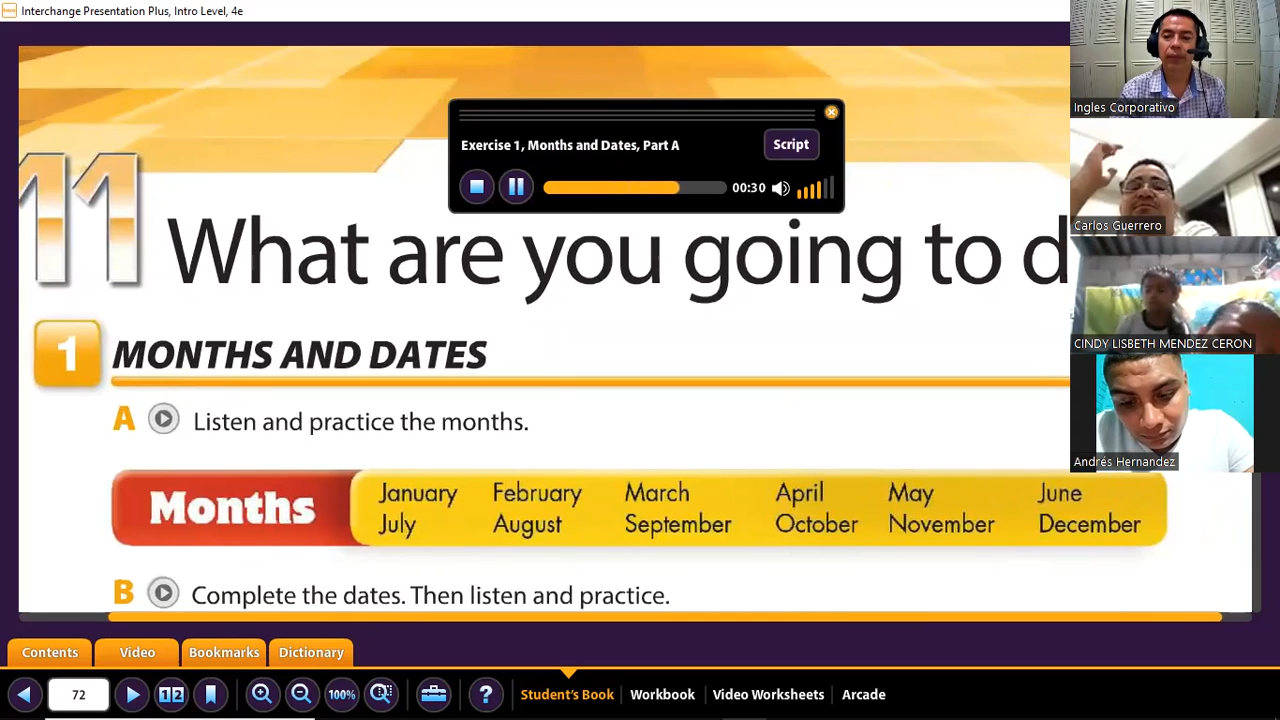 Interchange Presentation Plus, Intro Level, 4e
Ingles Corporativo
Exercise 1, Months and Dates, Part A
Script
00:30
Carlos Guerrero
11
What are you going to d
CINDY LISBETH MENDEZ CERON
1
MONTHS AND DATES
A Listen and practice the months.
Andrés Hernandez
Months
January February March April May June
July August September October November December
B Complete the dates. Then listen and practice.
Contents Video Bookmarks Dictionary
72 12 100% ? Student's Book Workbook Video Worksheets Arcade